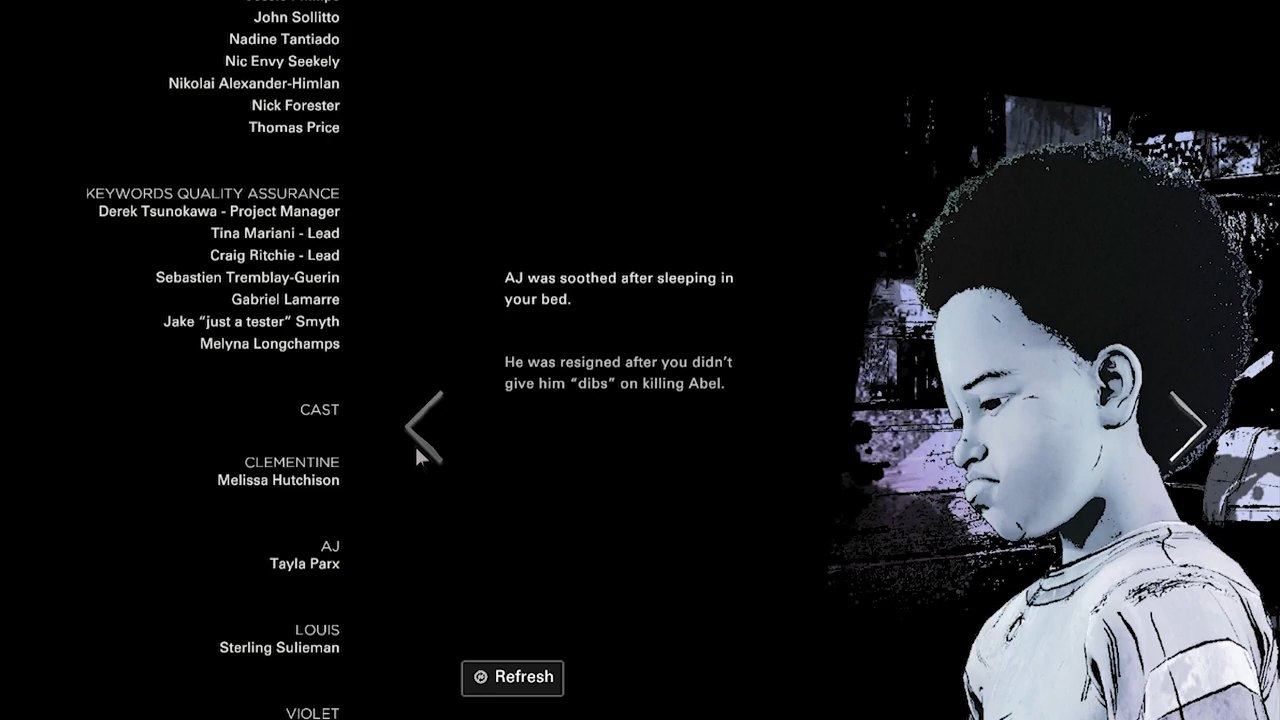 John Sollitto
Nadine Tantiado
Nic Envy Seekely
Nikolai Alexander-Himlan
Nick Forester
Thomas Price
KEYWORDS QUALITY ASSURANCE
Derek Tsunokawa - Project Manager
Tina Mariani - Lead
Craig Ritchie - Lead
Sebastien Tremblay-Guerin
Gabriel Lamarre
Jake “just a tester” Smyth
Melyna Longchamps
CAST
CLEMENTINE
Melissa Hutchison
AJ
Tayla Parx
LOUIS
Sterling Sulieman
VIOLET
AJ was soothed after sleeping in
your bed.
He was resigned after you didn’t
give him “dibs” on killing Abel.
Refresh